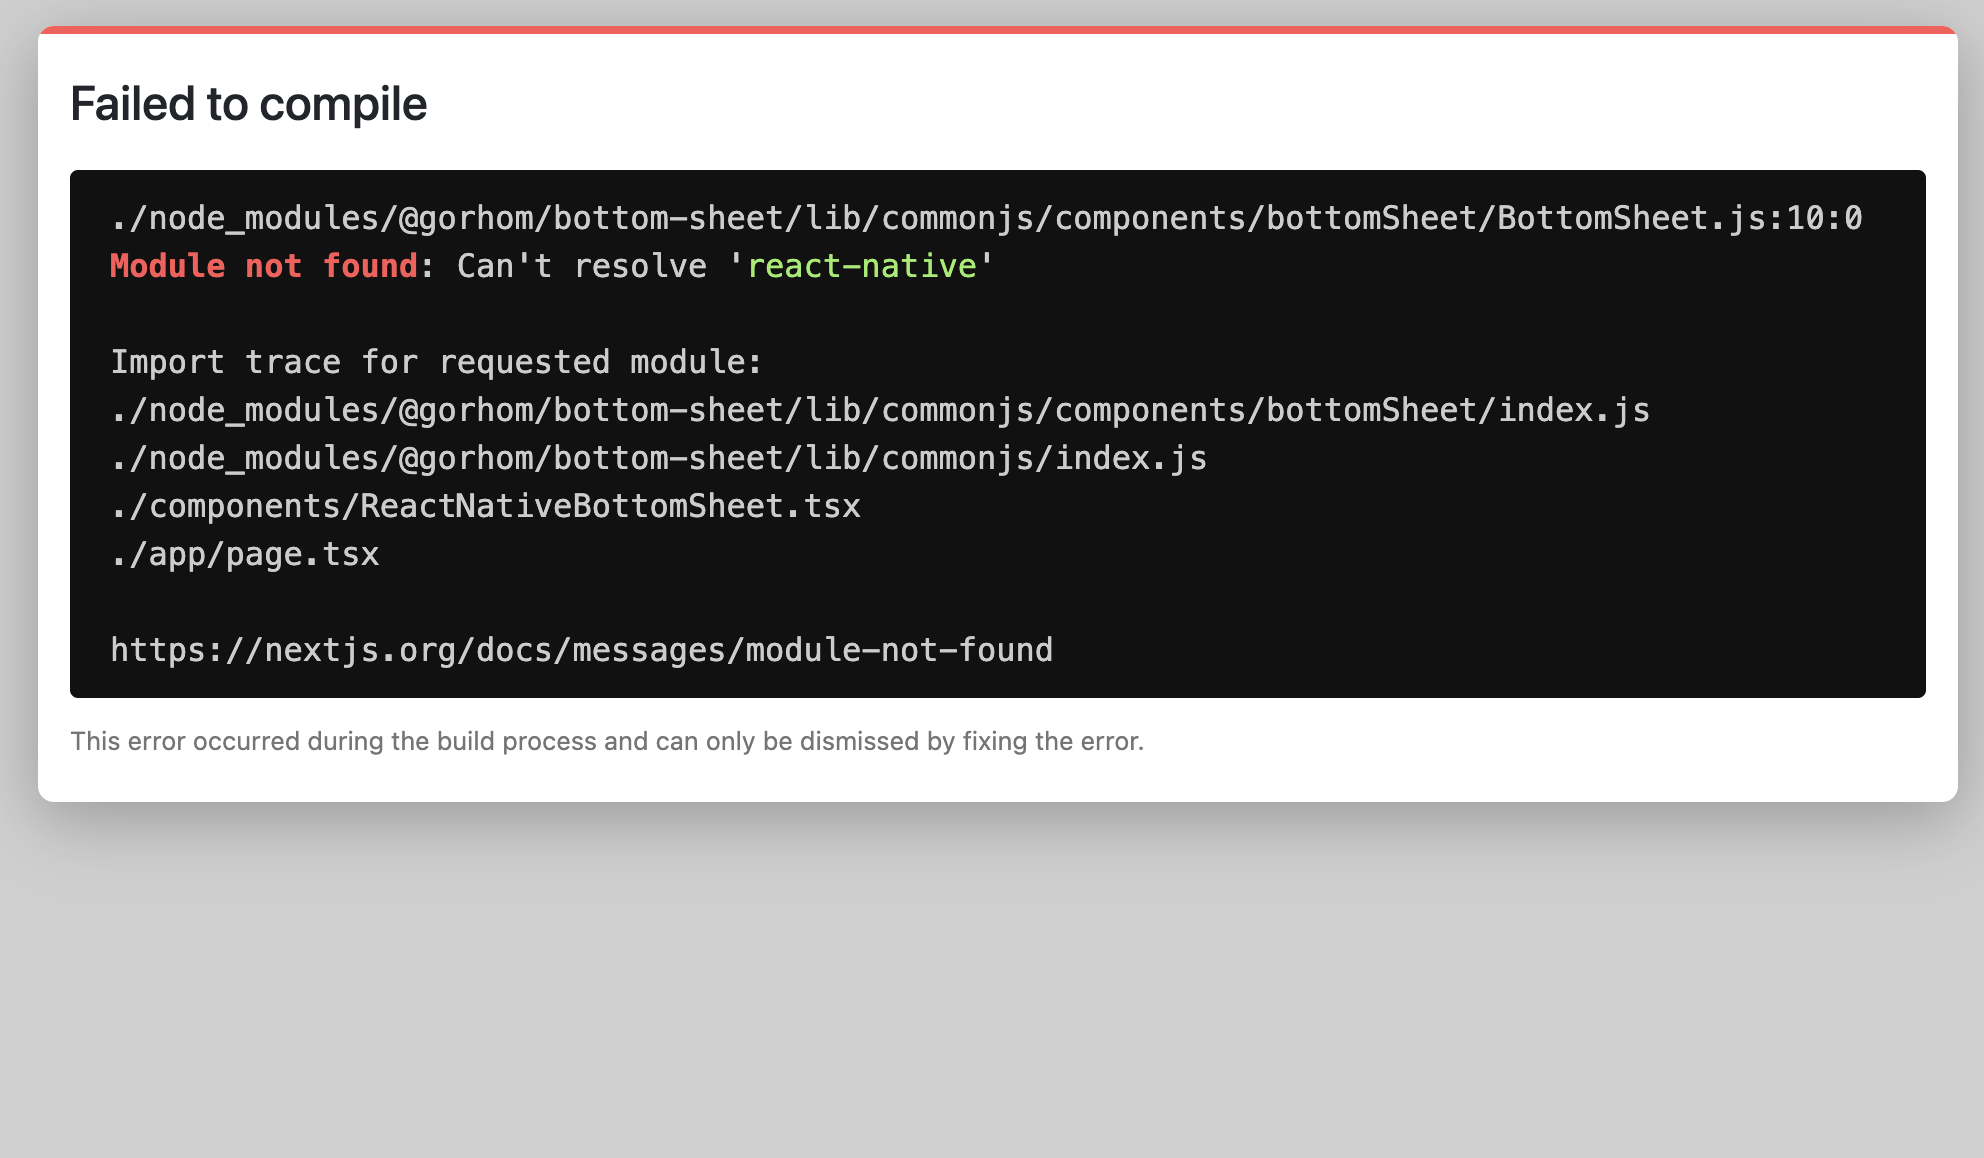 Failed to compile
./node_modules/@gorhom/bottom-sheet/lib/commonjs/components/bottomSheet/BottomSheet.js:10:0
Module not found: Can't resolve 'react-native'
Import trace for requested module:
./node_modules/@gorhom/bottom-sheet/lib/commonjs/components/bottomSheet/index.js
./node_modules/@gorhom/bottom-sheet/lib/commonjs/index.js
./components/ReactNativeBottomSheet.tsx
./app/page.tsx
https://nextjs.org/docs/messages/module-not-found
This error occurred during the build process and can only be dismissed by fixing the error.